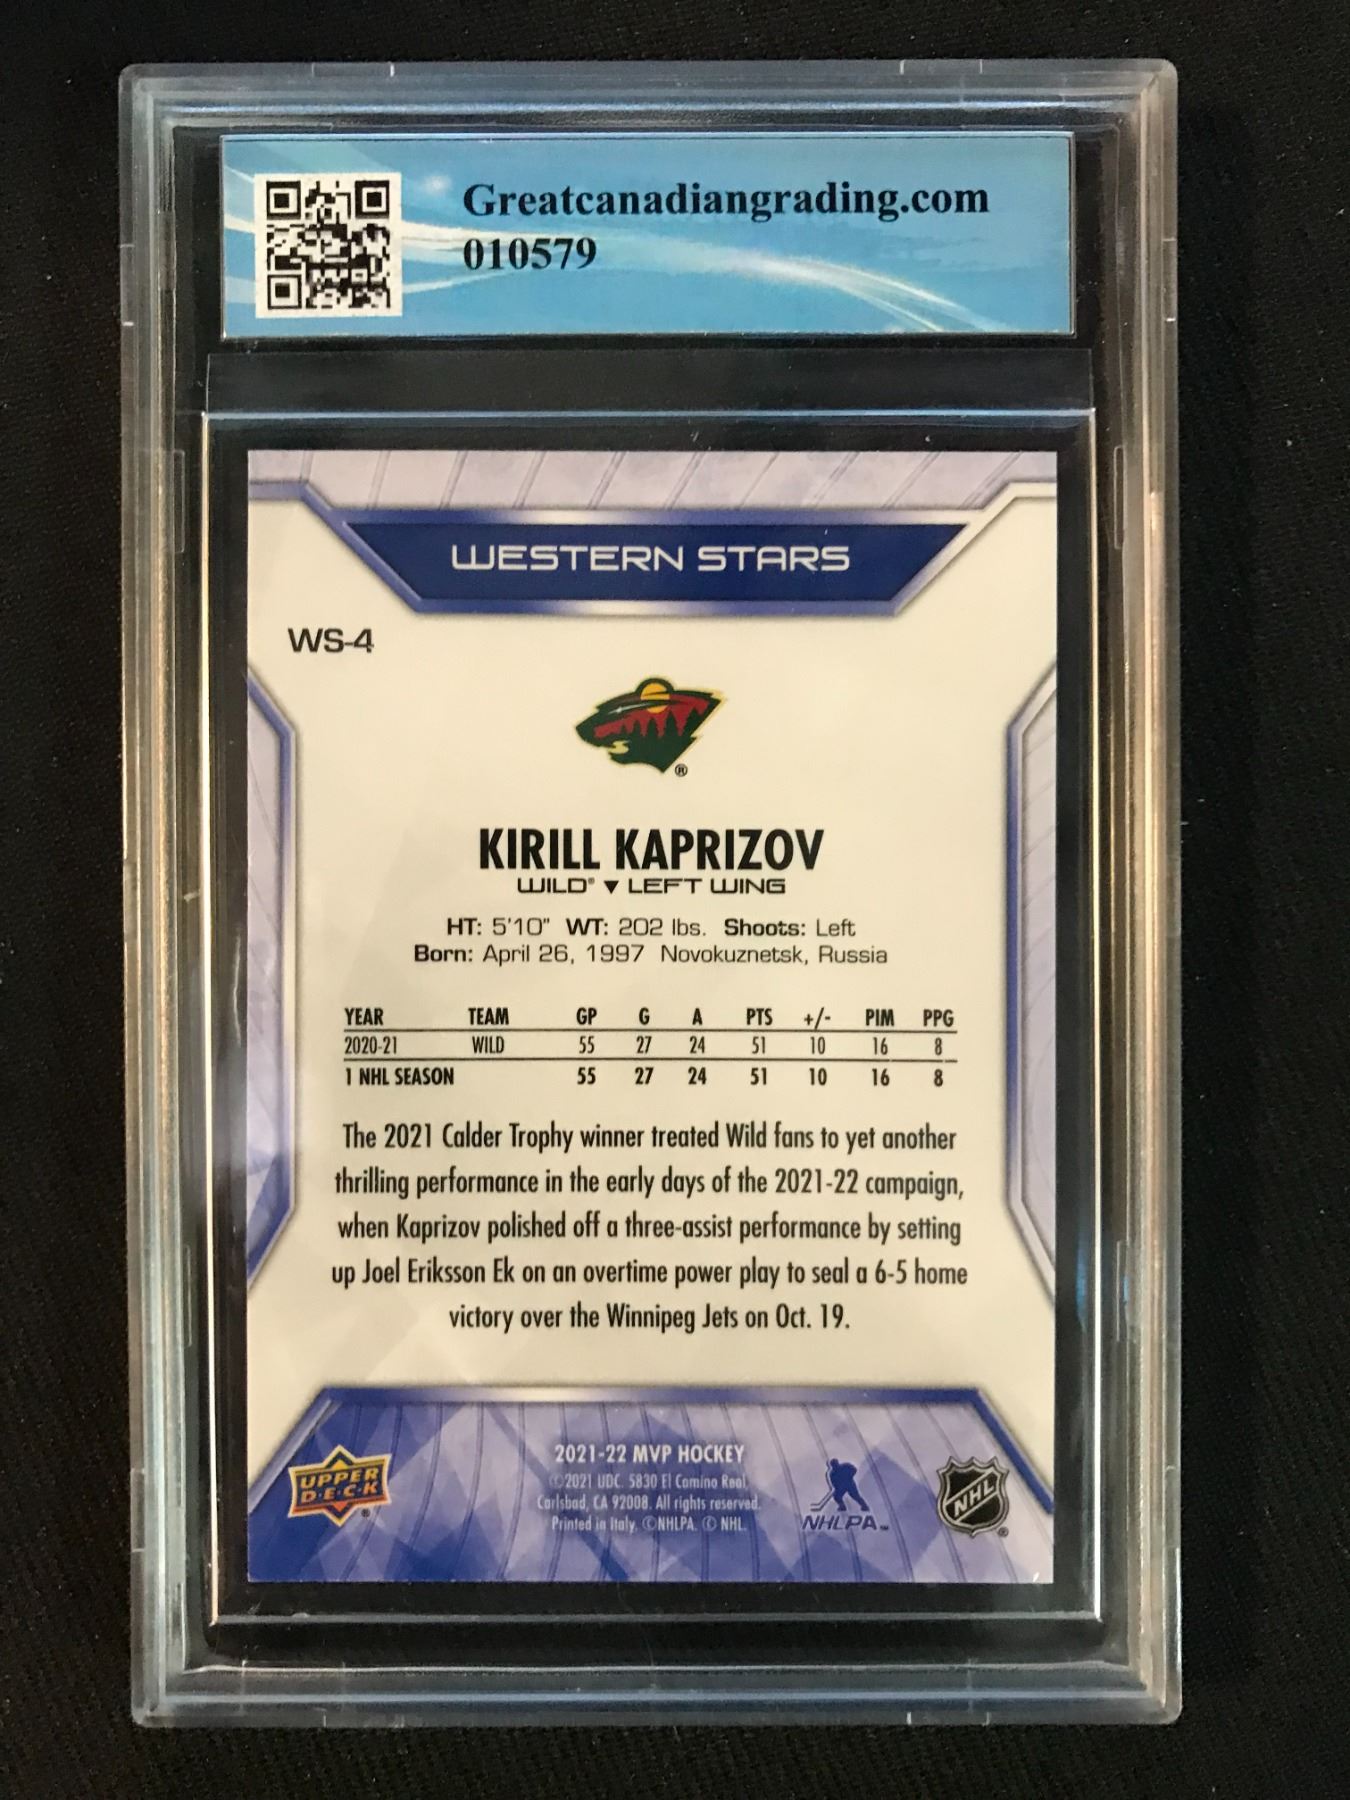 Greatcanadiangrading.com
010579
WESTERN STARS
WS-4
®
KIRILL KAPRIZOV
WILD® ▼ LEFT WING
HT: 5'10" WT: 202 lbs. Shoots: Left
Born: April 26, 1997 Novokuznetsk, Russia
YEAR TEAM GP G A PTS +/- PIM PPG
2020-21 WILD 55 27 24 51 10 16 8
1 NHL SEASON 55 27 24 51 10 16 8
The 2021 Calder Trophy winner treated Wild fans to yet another
thrilling performance in the early days of the 2021-22 campaign,
when Kaprizov polished off a three-assist performance by setting
up Joel Eriksson Ek on an overtime power play to seal a 6-5 home
victory over the Winnipeg Jets on Oct. 19.
UPPER
D·E·C·K
®
2021-22 MVP HOCKEY
©2021 UDC. 5830 El Camino Real,
Carlsbad, CA 92008. All rights reserved.
Printed in Italy. ©NHLPA. © NHL.
NHLPA™
NHL
®